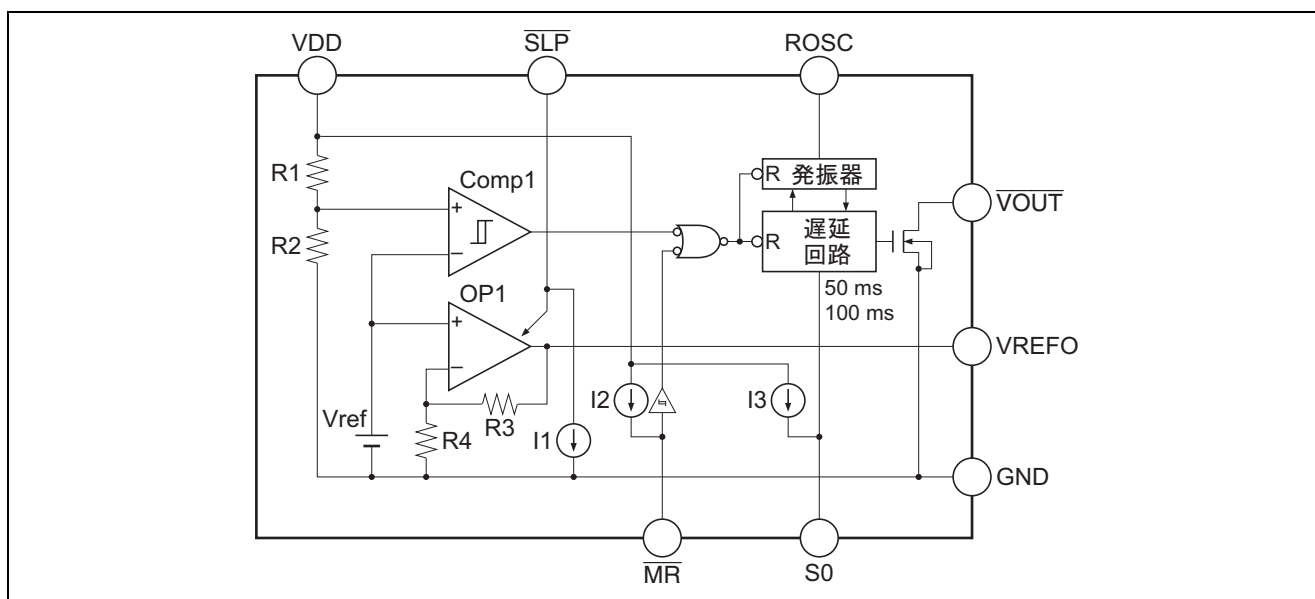 VDD
SLP
ROSC
R1
Comp1
R
発振器
VOUT
R2
R
遅延
回路
50 ms
100 ms
OP1
VREFO
I2
I3
Vref
R3
R4
I1
GND
MR
S0
+
−
+
−